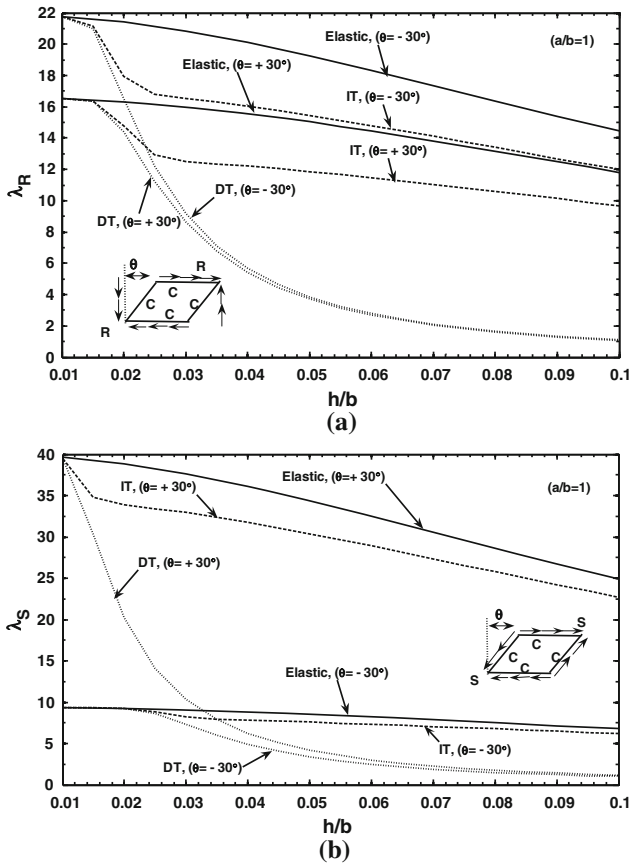 22
20
18
16
14
12
10
8
6
4
2
0
λR
Elastic, (θ= - 30°)
(a/b=1)
Elastic, (θ= + 30°)
IT, (θ= - 30°)
IT, (θ= + 30°)
DT, (θ= - 30°)
DT, (θ= + 30°)
θ
R
C
C C
C
R
0.01 0.02 0.03 0.04 0.05 0.06 0.07 0.08 0.09 0.1
h/b
(a)
40
35
30
25
20
15
10
5
0
λS
Elastic, (θ= + 30°)
IT, (θ= + 30°)
(a/b=1)
DT, (θ= + 30°)
θ
S
C
C C
C
S
Elastic, (θ= - 30°)
IT, (θ= - 30°)
DT, (θ= - 30°)
0.01 0.02 0.03 0.04 0.05 0.06 0.07 0.08 0.09 0.1
h/b
(b)